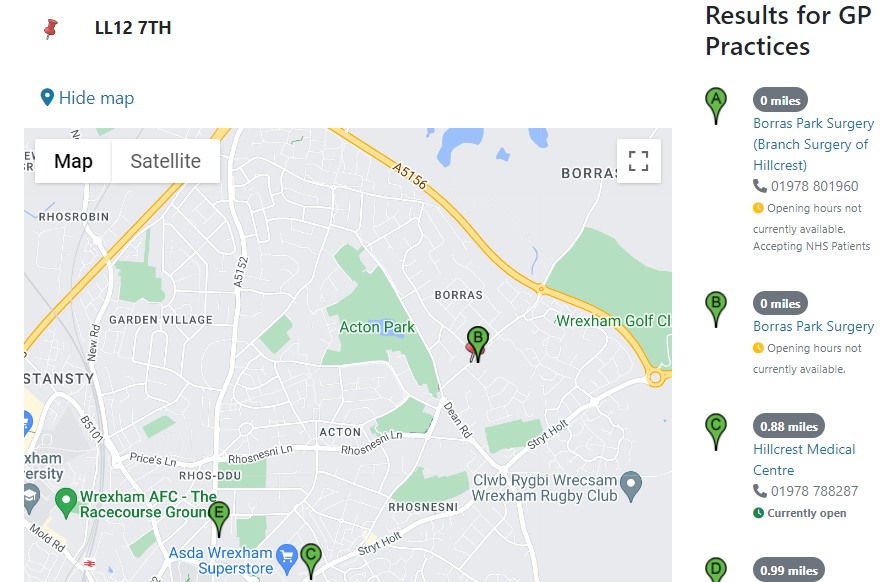 LL12 7TH
Hide map
Map
Satellite
A5156
BORRAS
RHOSROBIN
A5152
BORRAS
GARDEN VILLAGE
Acton Park
Wrexham Golf Cl
New Rd
B
STANSTY
B5101
Dean Rd
Stryt Holt
ACTON
Rhosnesni Ln
Rhosnesni Ln
Price's Ln
RHOS-DDU
xham
ersity
Clwb Rygbi Wrecsam
Wrexham Rugby Club
Wrexham AFC - The
Racecourse Groun
E
RHOSNESNI
Mold Rd
Stryt Holt
Asda Wrexham
Superstore
C
Results for GP
Practices
A
0 miles
Borras Park Surgery
(Branch Surgery of
Hillcrest)
01978 801960
Opening hours not
currently available.
Accepting NHS Patients
B
0 miles
Borras Park Surgery
Opening hours not
currently available.
C
0.88 miles
Hillcrest Medical
Centre
01978 788287
Currently open
D
0.99 miles